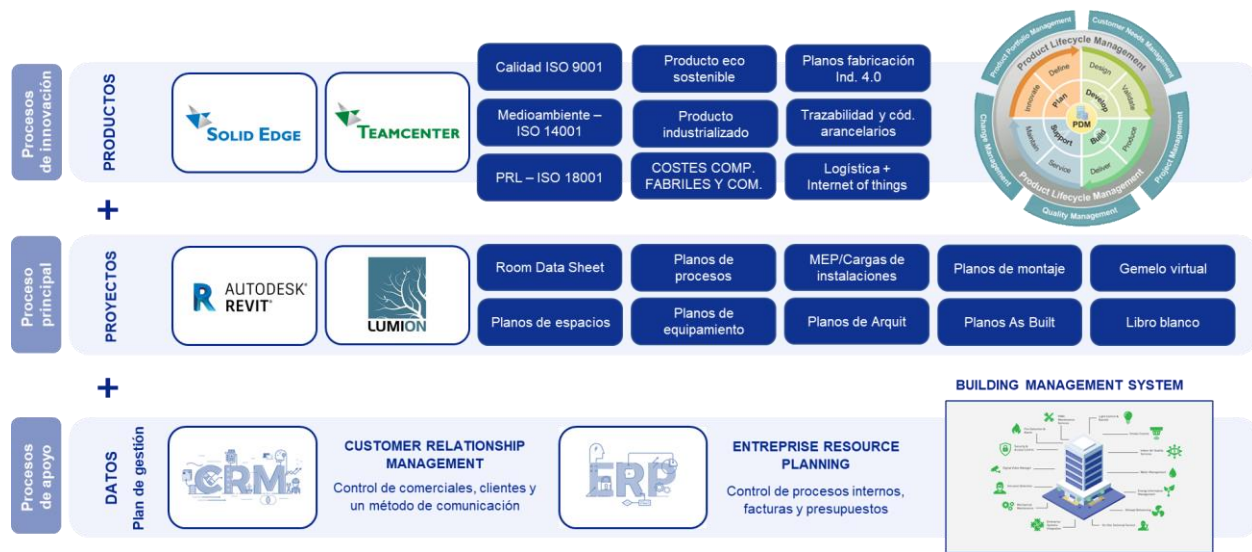 Procesos
de innovación
PRODUCTOS
SOLID EDGE
TEAMCENTER
Calidad ISO 9001
Producto eco
sostenible
Planos fabricación
Ind. 4.0
Medioambiente –
ISO 14001
Producto
industrializado
Trazabilidad y cód.
arancelarios
PRL – ISO 18001
COSTES COMP.
FABRILES Y COM.
Logística +
Internet of things
Product Portfolio Management
Customer Needs Management
Change Management
Project Management
Quality Management
Product Lifecycle Management
Product Lifecycle Management
Innovate
Define
Design
Validate
Produce
Deliver
Service
Maintain
Plan
Develop
Build
Support
PDM
+
Proceso
principal
PROYECTOS
R AUTODESK®
REVIT®
LUMION
Room Data Sheet
Planos de
procesos
MEP/Cargas de
instalaciones
Planos de montaje
Gemelo virtual
Planos de espacios
Planos de
equipamiento
Planos de Arquit
Planos As Built
Libro blanco
+
Procesos
de apoyo
DATOS
Plan de gestión
CRM
CUSTOMER RELATIONSHIP
MANAGEMENT
Control de comerciales, clientes y
un método de comunicación
ERP
ENTREPRISE RESOURCE
PLANNING
Control de procesos internos,
facturas y presupuestos
BUILDING MANAGEMENT SYSTEM